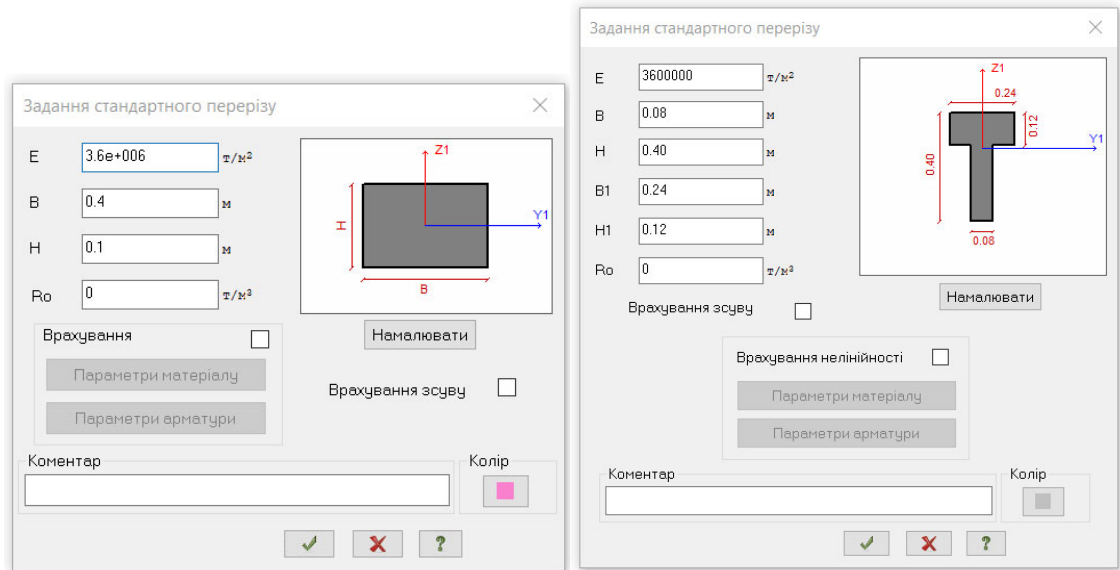 Задання стандартного перерізу
E 3.6e+006 т/м²
B 0.4 м
H 0.1 м
Ro 0 т/м³
Z1
Y1
H
B
Намалювати
Врахування
Параметри матеріалу
Параметри арматури
Врахування зсуву
Коментар
Колір
?
Задання стандартного перерізу
E 3600000 т/м²
B 0.08 м
H 0.40 м
B1 0.24 м
H1 0.12 м
Ro 0 т/м³
Z1
0.24
0.12
Y1
0.40
0.08
Намалювати
Врахування зсуву
Врахування нелінійності
Параметри матеріалу
Параметри арматури
Коментар
Колір
?